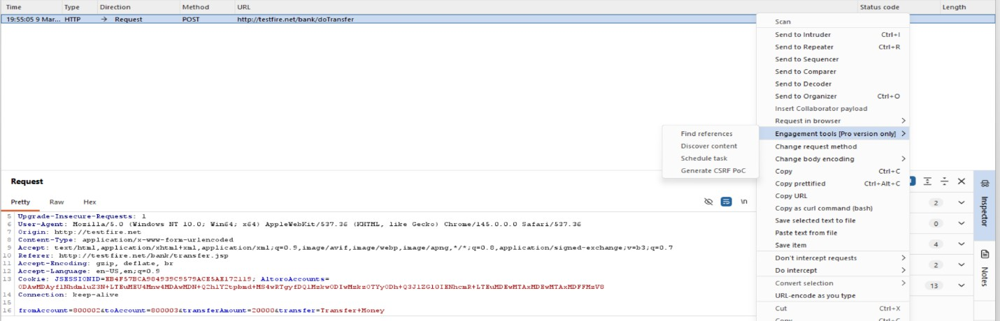 Time Type Direction Method URL Status code Length
19:55:05 9 Mar... HTTP → Request POST http://testfire.net/bank/doTransfer
Scan
Send to Intruder Ctrl+I
Send to Repeater Ctrl+R
Send to Sequencer
Send to Comparer
Send to Decoder
Send to Organizer Ctrl+O
Insert Collaborator payload
Request in browser >
Engagement tools [Pro version only] >
Find references
Discover content
Schedule task
Generate CSRF PoC
Change request method
Change body encoding >
Copy Ctrl+C
Copy prettified Ctrl+Alt+C
Copy URL
Copy as curl command (bash)
Save selected text to file
Paste text from file
Save item
Don't intercept requests >
Do intercept >
Convert selection >
URL-encode as you type
Cut Ctrl+X
Copy Ctrl+C
Request
Pretty Raw Hex
\n
5 Upgrade-Insecure-Requests: 1
6 User-Agent: Mozilla/5.0 (Windows NT 10.0; Win64; x64) AppleWebKit/537.36 (KHTML, like Gecko) Chrome/145.0.0.0 Safari/537.36
7 Origin: http://testfire.net
8 Content-Type: application/x-www-form-urlencoded
9 Accept: text/html,application/xhtml+xml,application/xml;q=0.9,image/avif,image/webp,image/apng,*/*;q=0.8,application/signed-exchange;v=b3;q=0.7
10 Referer: http://testfire.net/bank/transfer.jsp
11 Accept-Encoding: gzip, deflate, br
12 Accept-Language: en-US,en;q=0.9
13 Cookie: JSESSIONID=EB4F57BCA984939C9579ACE5AE172119; AltoroAccounts=
14 Connection: keep-alive
15
16 fromAccount=800002&toAccount=800003&transferAmount=20000&transfer=Transfer+Money
2
0
4
2
13
Inspector
Notes